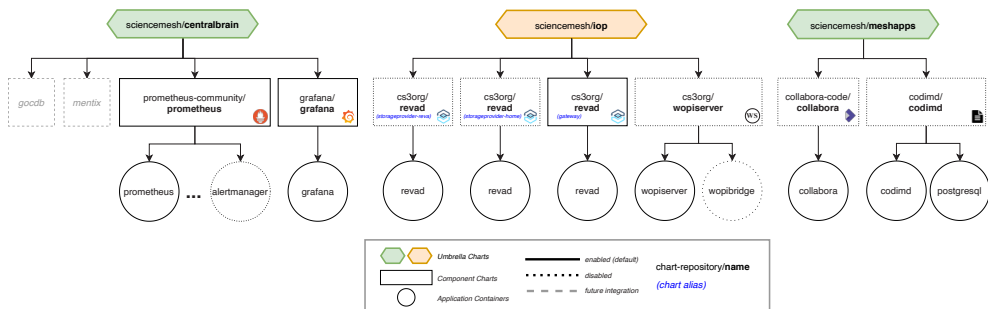 sciencemesh/centralbrain
sciencemesh/iop
sciencemesh/meshapps
gocdb
mentix
prometheus-community/
prometheus
grafana/
grafana
cs3org/
revad
(storageprovider-reva)
cs3org/
revad
(storageprovider-home)
cs3org/
revad
(gateway)
cs3org/
wopiserver
WS
collabora-code/
collabora
codimd/
codimd
prometheus
...
alertmanager
grafana
revad
revad
revad
wopiserver
wopibridge
collabora
codimd
postgresql
Umbrella Charts
Component Charts
Application Containers
enabled (default)
disabled
future integration
chart-repository/name
(chart alias)